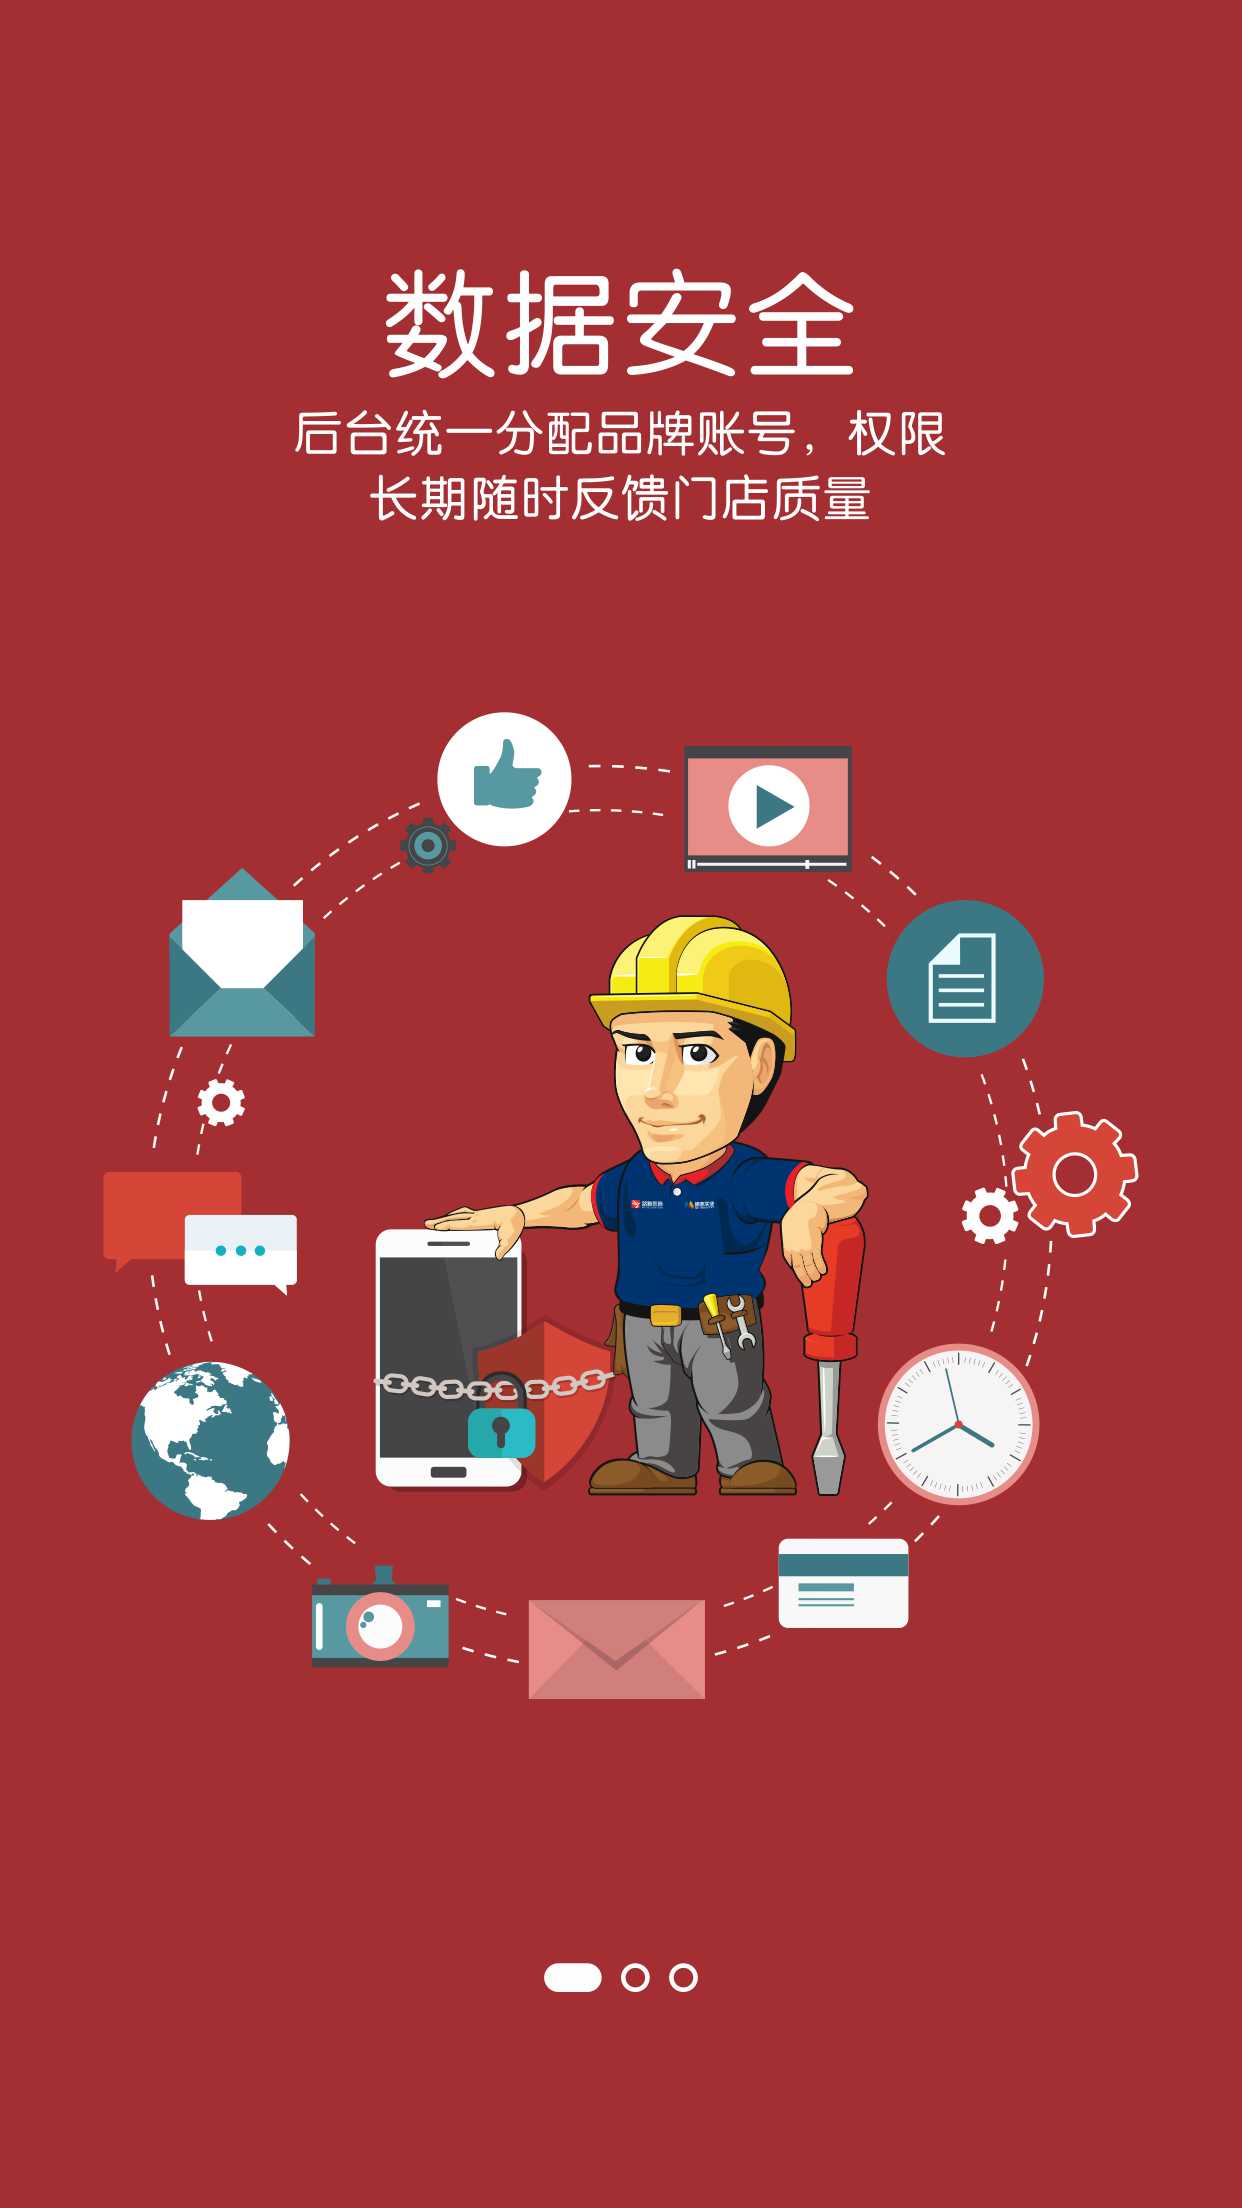 数据安全
后台统一分配品牌账号，权限
长期随时反馈门店质量